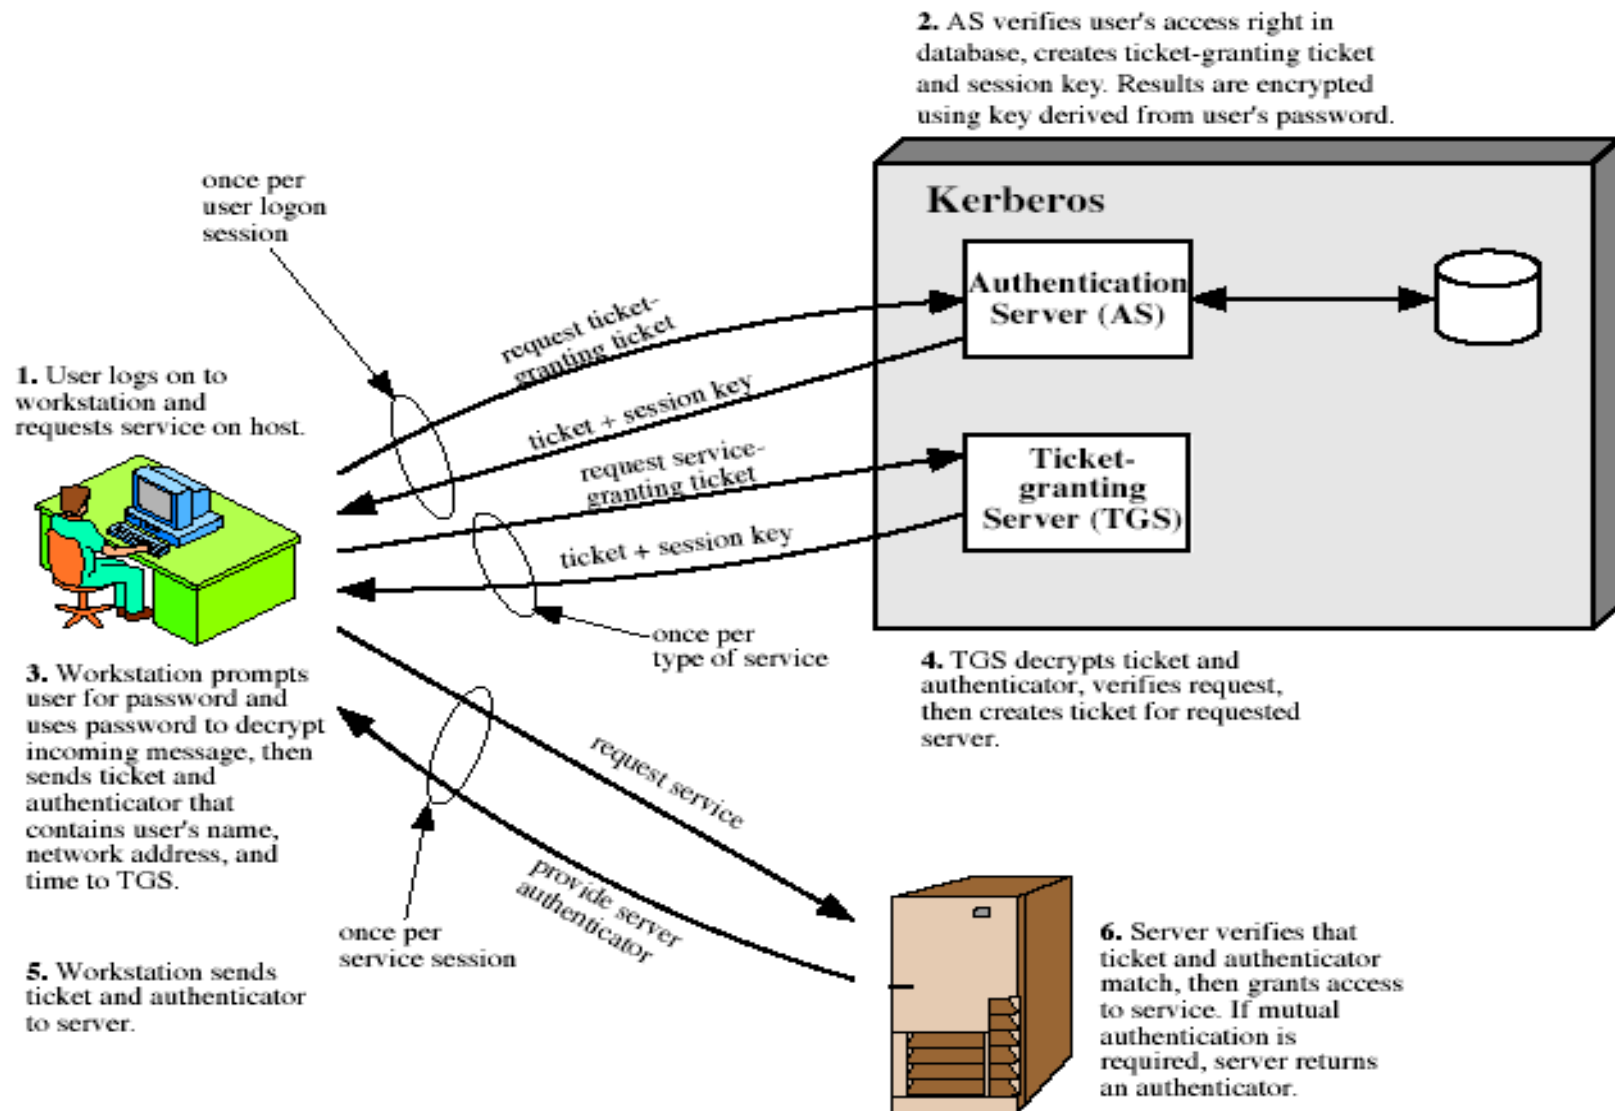 2. AS verifies user's access right in
database, creates ticket-granting ticket
and session key. Results are encrypted
using key derived from user's password.
once per
user logon
session
Kerberos
Authentication
Server (AS)
request ticket-
granting ticket
1. User logs on to
workstation and
requests service on host.
ticket + session key
request service-
granting ticket
Ticket-
granting
Server (TGS)
ticket + session key
once per
type of service
3. Workstation prompts
user for password and
uses password to decrypt
incoming message, then
sends ticket and
authenticator that
contains user's name,
network address, and
time to TGS.
4. TGS decrypts ticket and
authenticator, verifies request,
then creates ticket for requested
server.
request service
provide server
authenticator
once per
service session
5. Workstation sends
ticket and authenticator
to server.
6. Server verifies that
ticket and authenticator
match, then grants access
to service. If mutual
authentication is
required, server returns
an authenticator.